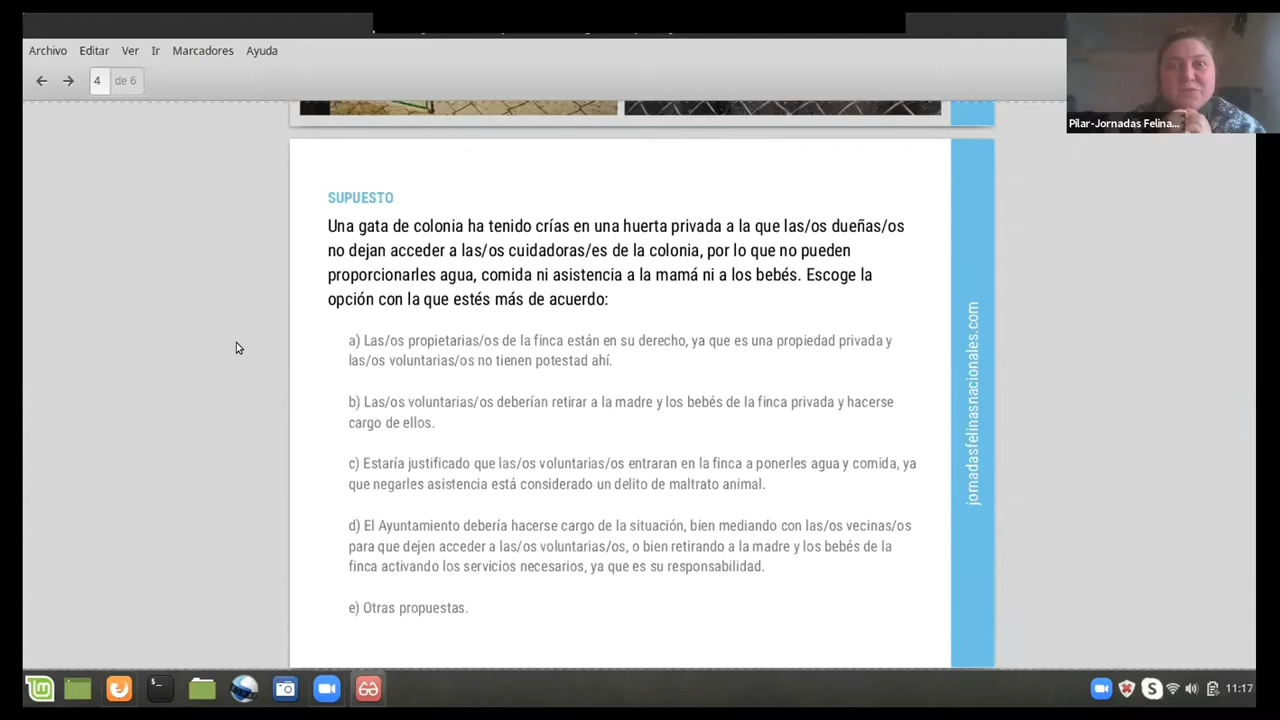 Archivo Editar Ver Ir Marcadores Ayuda
4 de 6
Pilar-Jornadas Felina...
SUPUESTO
Una gata de colonia ha tenido crías en una huerta privada a la que las/os dueñas/os
no dejan acceder a las/os cuidadoras/es de la colonia, por lo que no pueden
proporcionarles agua, comida ni asistencia a la mamá ni a los bebés. Escoge la
opción con la que estés más de acuerdo:
a) Las/os propietarias/os de la finca están en su derecho, ya que es una propiedad privada y
las/os voluntarias/os no tienen potestad ahí.
b) Las/os voluntarias/os deberían retirar a la madre y los bebés de la finca privada y hacerse
cargo de ellos.
c) Estaría justificado que las/os voluntarias/os entraran en la finca a ponerles agua y comida, ya
que negarles asistencia está considerado un delito de maltrato animal.
d) El Ayuntamiento debería hacerse cargo de la situación, bien mediando con las/os vecinas/os
para que dejen acceder a las/os voluntarias/os, o bien retirando a la madre y los bebés de la
finca activando los servicios necesarios, ya que es su responsabilidad.
e) Otras propuestas.
jornadasfelinasnacionales.com
11:17